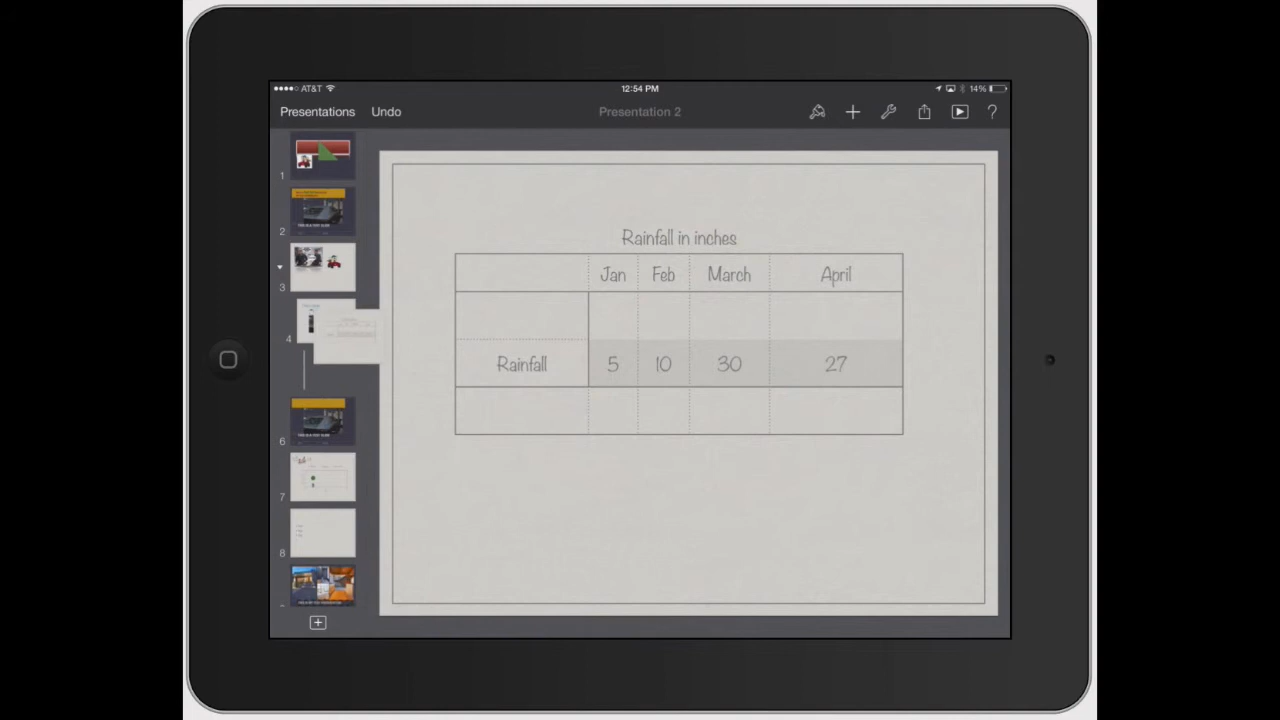 AT&T 12:54 PM 14%
Presentations Undo Presentation 2 ?
1
2
3
4
6
7
8
Rainfall in inches
Jan Feb March April
Rainfall 5 10 30 27